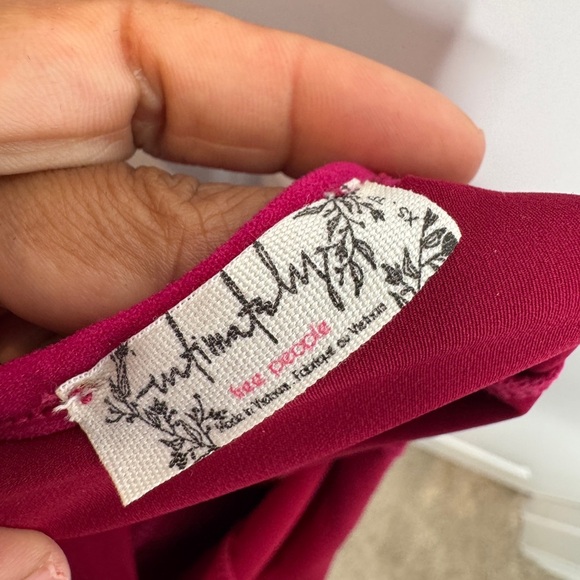 XS
intimately
free people
Made in Vietnam. Fabriqué au Vietnam